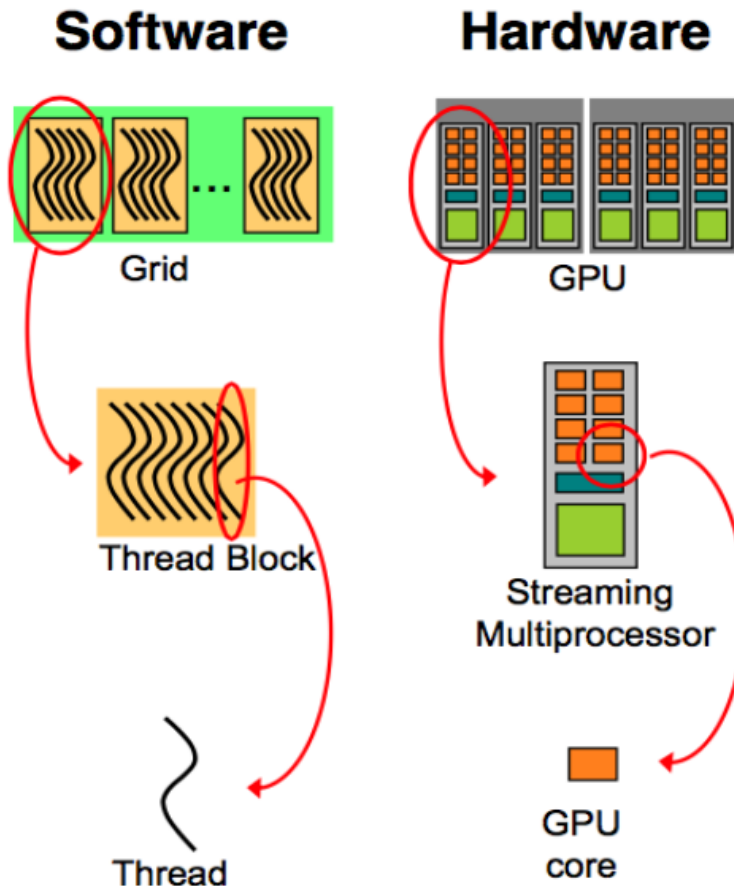 Software
Hardware
...
Grid
GPU
Thread Block
Streaming
Multiprocessor
Thread
GPU
core